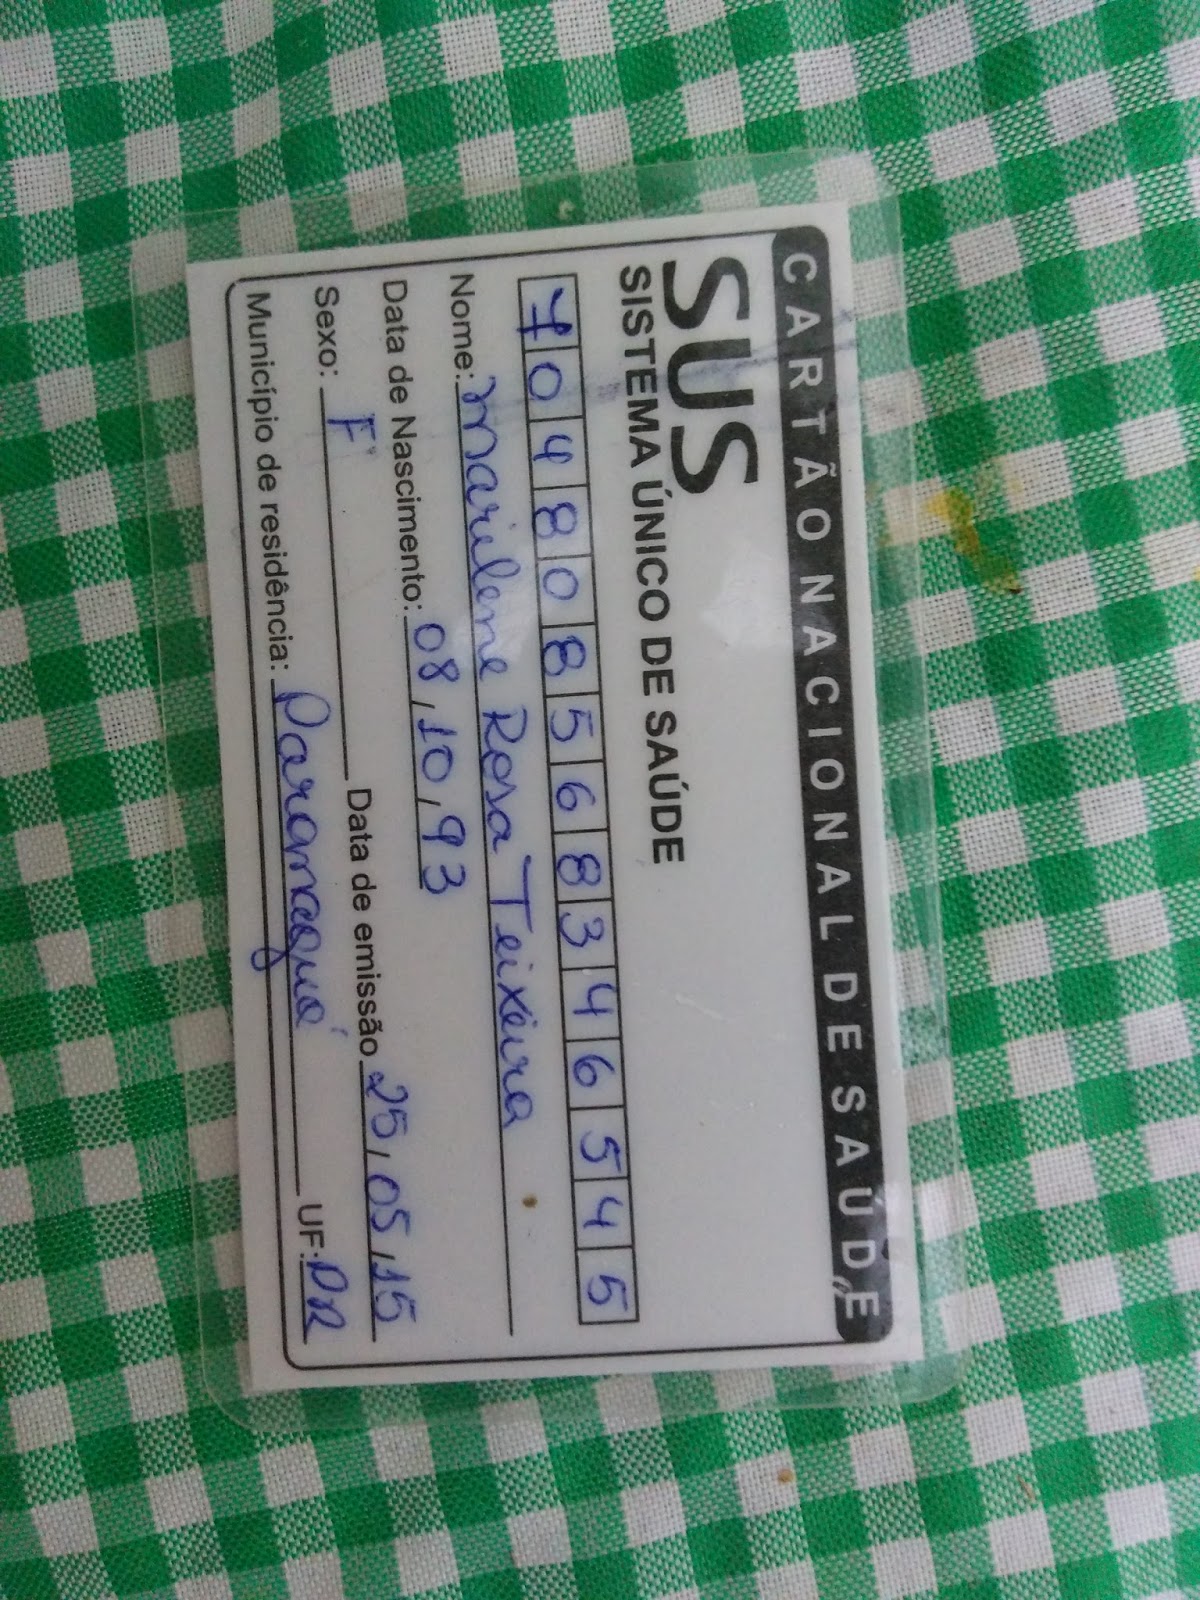 CARTÃO NACIONAL DE SAÚDE
SUS
SISTEMA ÚNICO DE SAÚDE
704808568346545
Nome: Marilene Rosa Teixeira
Data de Nascimento: 08,10,93
Sexo: F Data de emissão 25,05,15
Município de residência: Paranaguá UF: PR